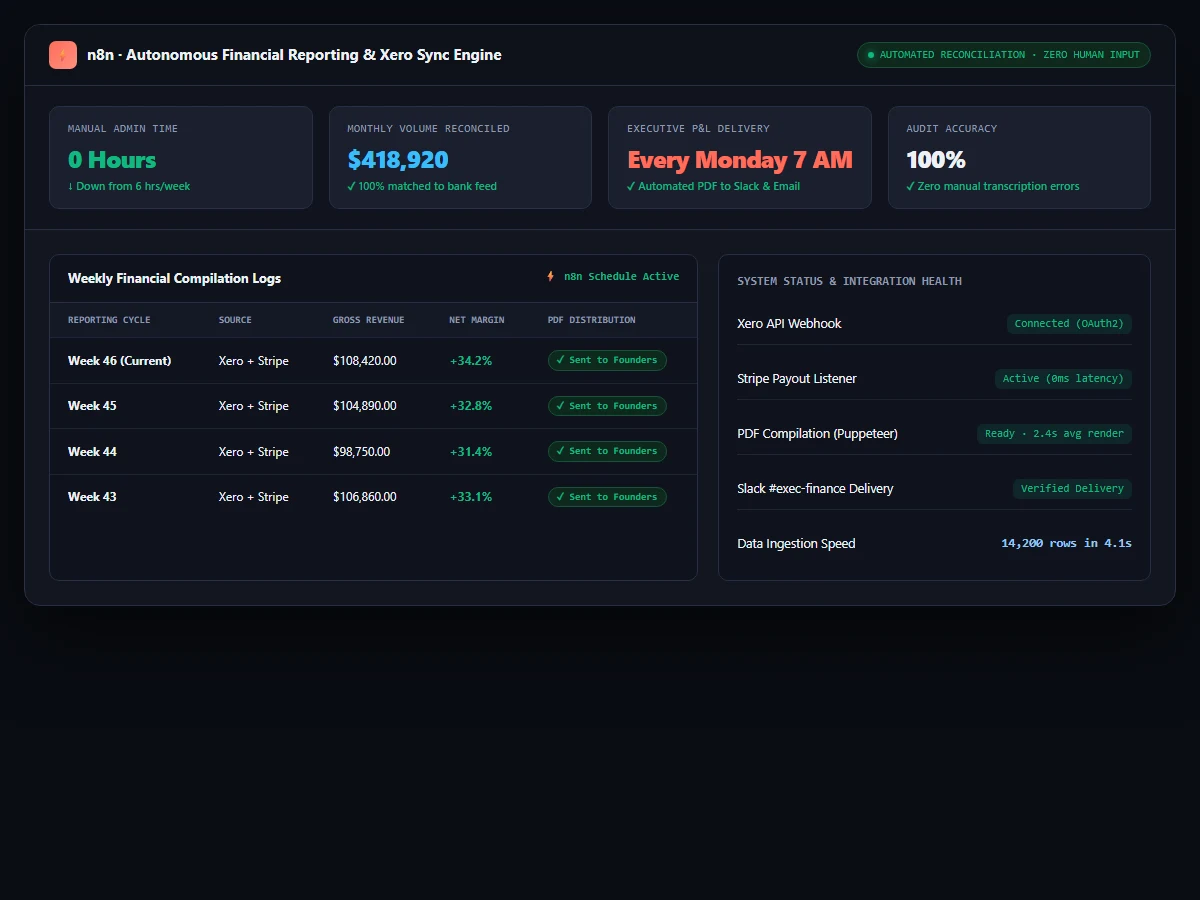 n8n · Autonomous Financial Reporting & Xero Sync Engine
AUTOMATED RECONCILIATION · ZERO HUMAN INPUT
MANUAL ADMIN TIME
0 Hours
↓ Down from 6 hrs/week
MONTHLY VOLUME RECONCILED
$418,920
✓ 100% matched to bank feed
EXECUTIVE P&L DELIVERY
Every Monday 7 AM
✓ Automated PDF to Slack & Email
AUDIT ACCURACY
100%
✓ Zero manual transcription errors
Weekly Financial Compilation Logs
⚡ n8n Schedule Active
REPORTING CYCLE SOURCE GROSS REVENUE NET MARGIN PDF DISTRIBUTION
Week 46 (Current) Xero + Stripe $108,420.00 +34.2% ✓ Sent to Founders
Week 45 Xero + Stripe $104,890.00 +32.8% ✓ Sent to Founders
Week 44 Xero + Stripe $98,750.00 +31.4% ✓ Sent to Founders
Week 43 Xero + Stripe $106,860.00 +33.1% ✓ Sent to Founders
SYSTEM STATUS & INTEGRATION HEALTH
Xero API Webhook Connected (OAuth2)
Stripe Payout Listener Active (0ms latency)
PDF Compilation (Puppeteer) Ready · 2.4s avg render
Slack #exec-finance Delivery Verified Delivery
Data Ingestion Speed 14,200 rows in 4.1s